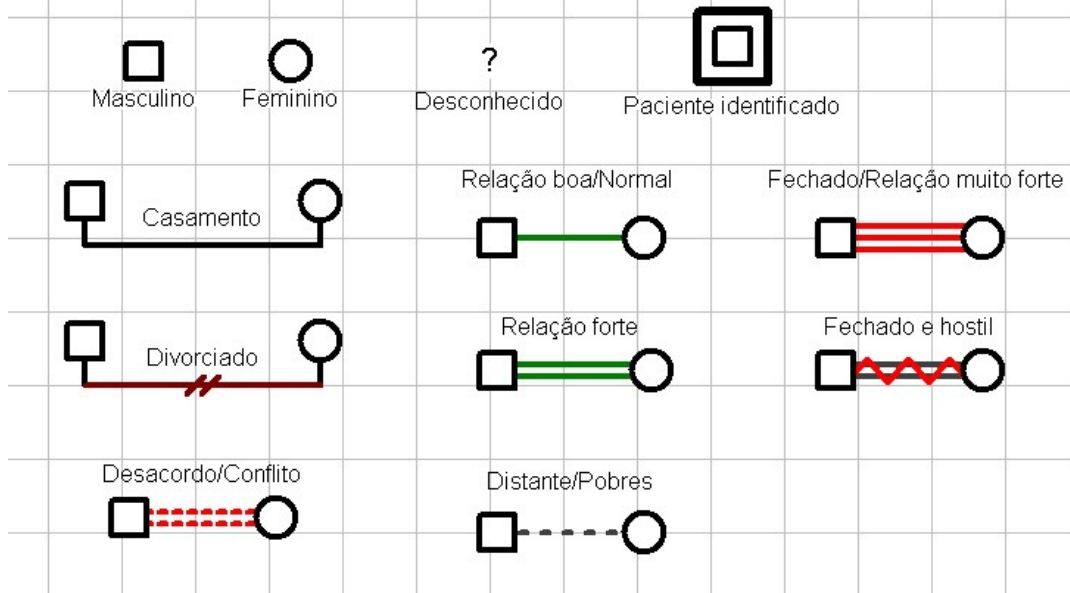 ?
Masculino
Feminino
Desconhecido
Paciente identificado
Casamento
Relação boa/Normal
Fechado/Relação muito forte
Divorciado
Relação forte
Fechado e hostil
Desacordo/Conflito
Distante/Pobres